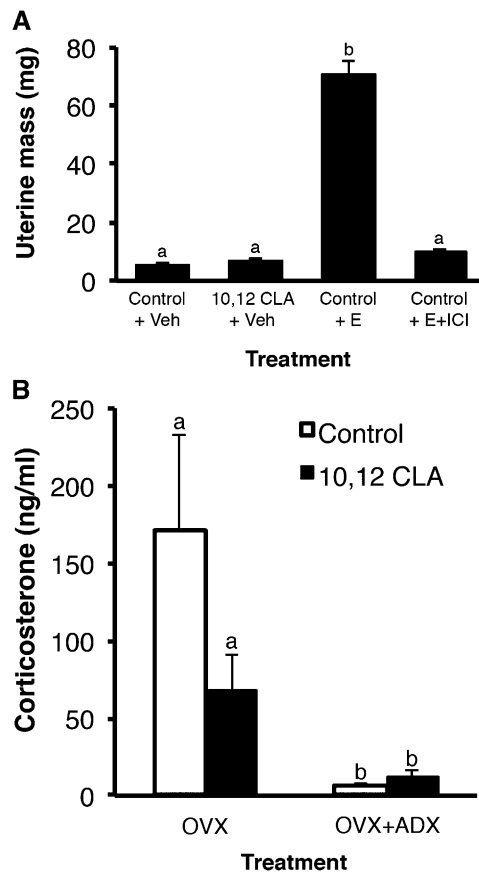 A
Uterine mass (mg)
80
60
40
20
0
b
a
a
a
Control
+ Veh
10,12 CLA
+ Veh
Control
+ E
Control
+ E+ICI
Treatment
B
Corticosterone (ng/ml)
250
200
150
100
50
0
a
a
b
b
Control
10,12 CLA
OVX
OVX+ADX
Treatment